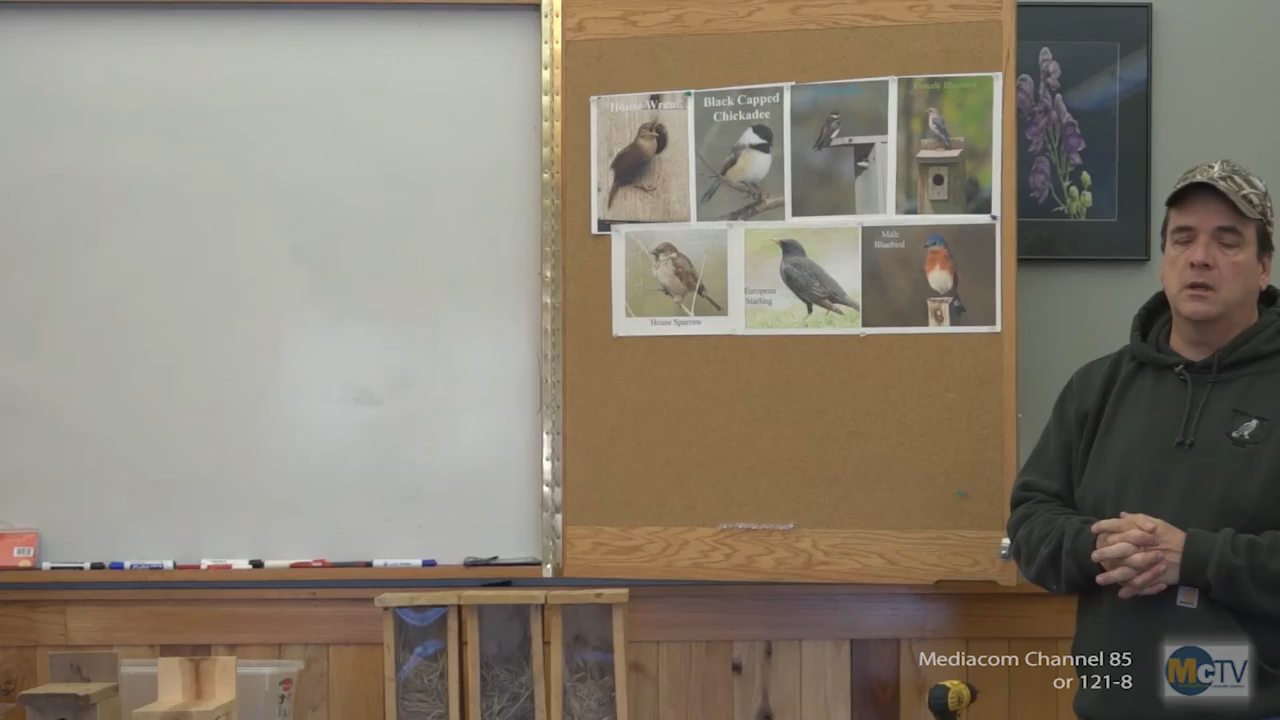 House Wren
Black Capped
Chickadee
Female Bluebird
House Sparrow
European
Starling
Male
Bluebird
Mediacom Channel 85
or 121-8
MCTV